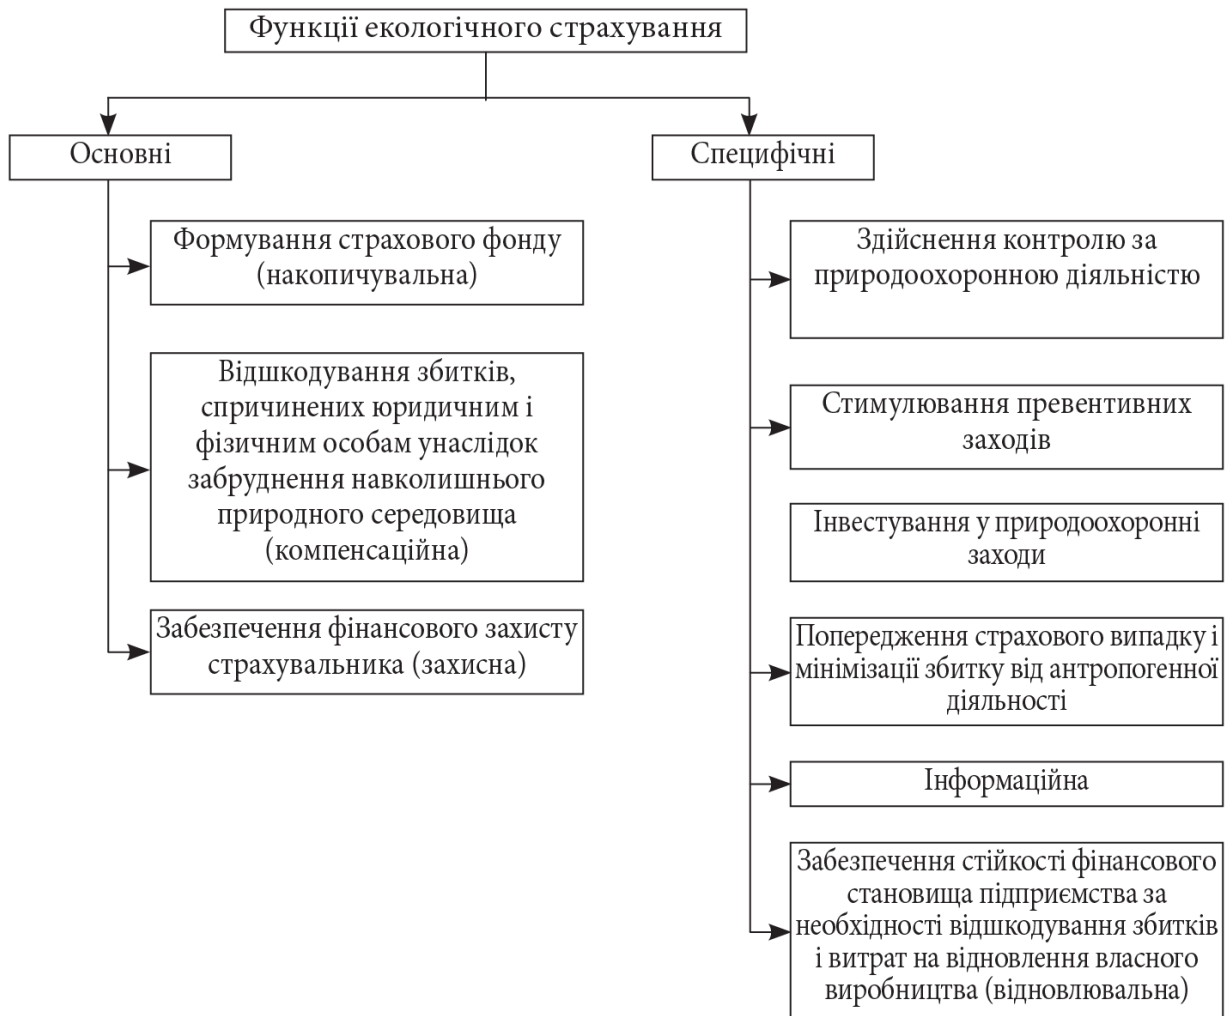 Функції екологічного страхування
Основні
Специфічні
Формування страхового фонду
(накопичувальна)
Відшкодування збитків,
спричинених юридичним і
фізичним особам унаслідок
забруднення навколишнього
природного середовища
(компенсаційна)
Забезпечення фінансового захисту
страхувальника (захисна)
Здійснення контролю за
природоохоронною діяльністю
Стимулювання превентивних
заходів
Інвестування у природоохоронні
заходи
Попередження страхового випадку і
мінімізації збитку від антропогенної
діяльності
Інформаційна
Забезпечення стійкості фінансового
становища підприємства за
необхідності відшкодування збитків
і витрат на відновлення власного
виробництва (відновлювальна)